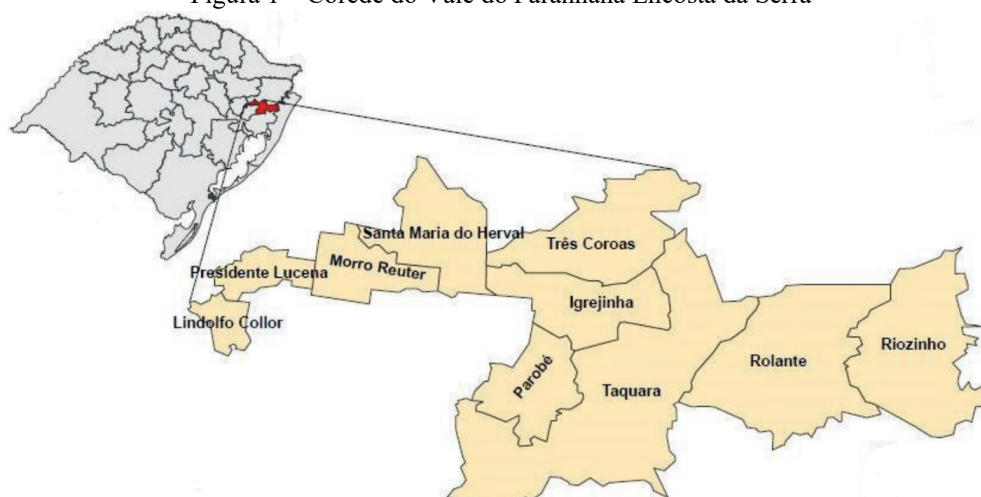 Figura 1 – Corede do Vale do Paranhana Encosta da Serra
Santa Maria do Herval
Três Coroas
Presidente Lucena
Morro Reuter
Igrejinha
Lindolfo Collor
Parobé
Taquara
Rolante
Riozinho